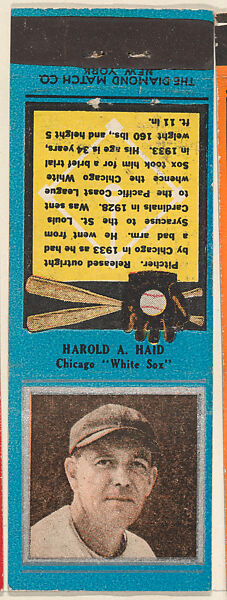 THE DIAMOND MATCH CO.
NEW YORK
Pitcher. Released outright
by Chicago in 1933 as he had
a bad arm. He went from
Syracuse to the St. Louis
Cardinals in 1928. Was sent
to the Pacific Coast League
whence the Chicago White
Sox took him for a brief trial
in 1933. His age is 34 years,
weight 160 lbs., and height 5
ft. 11 in.
HAROLD A. HAID
Chicago "White Sox"